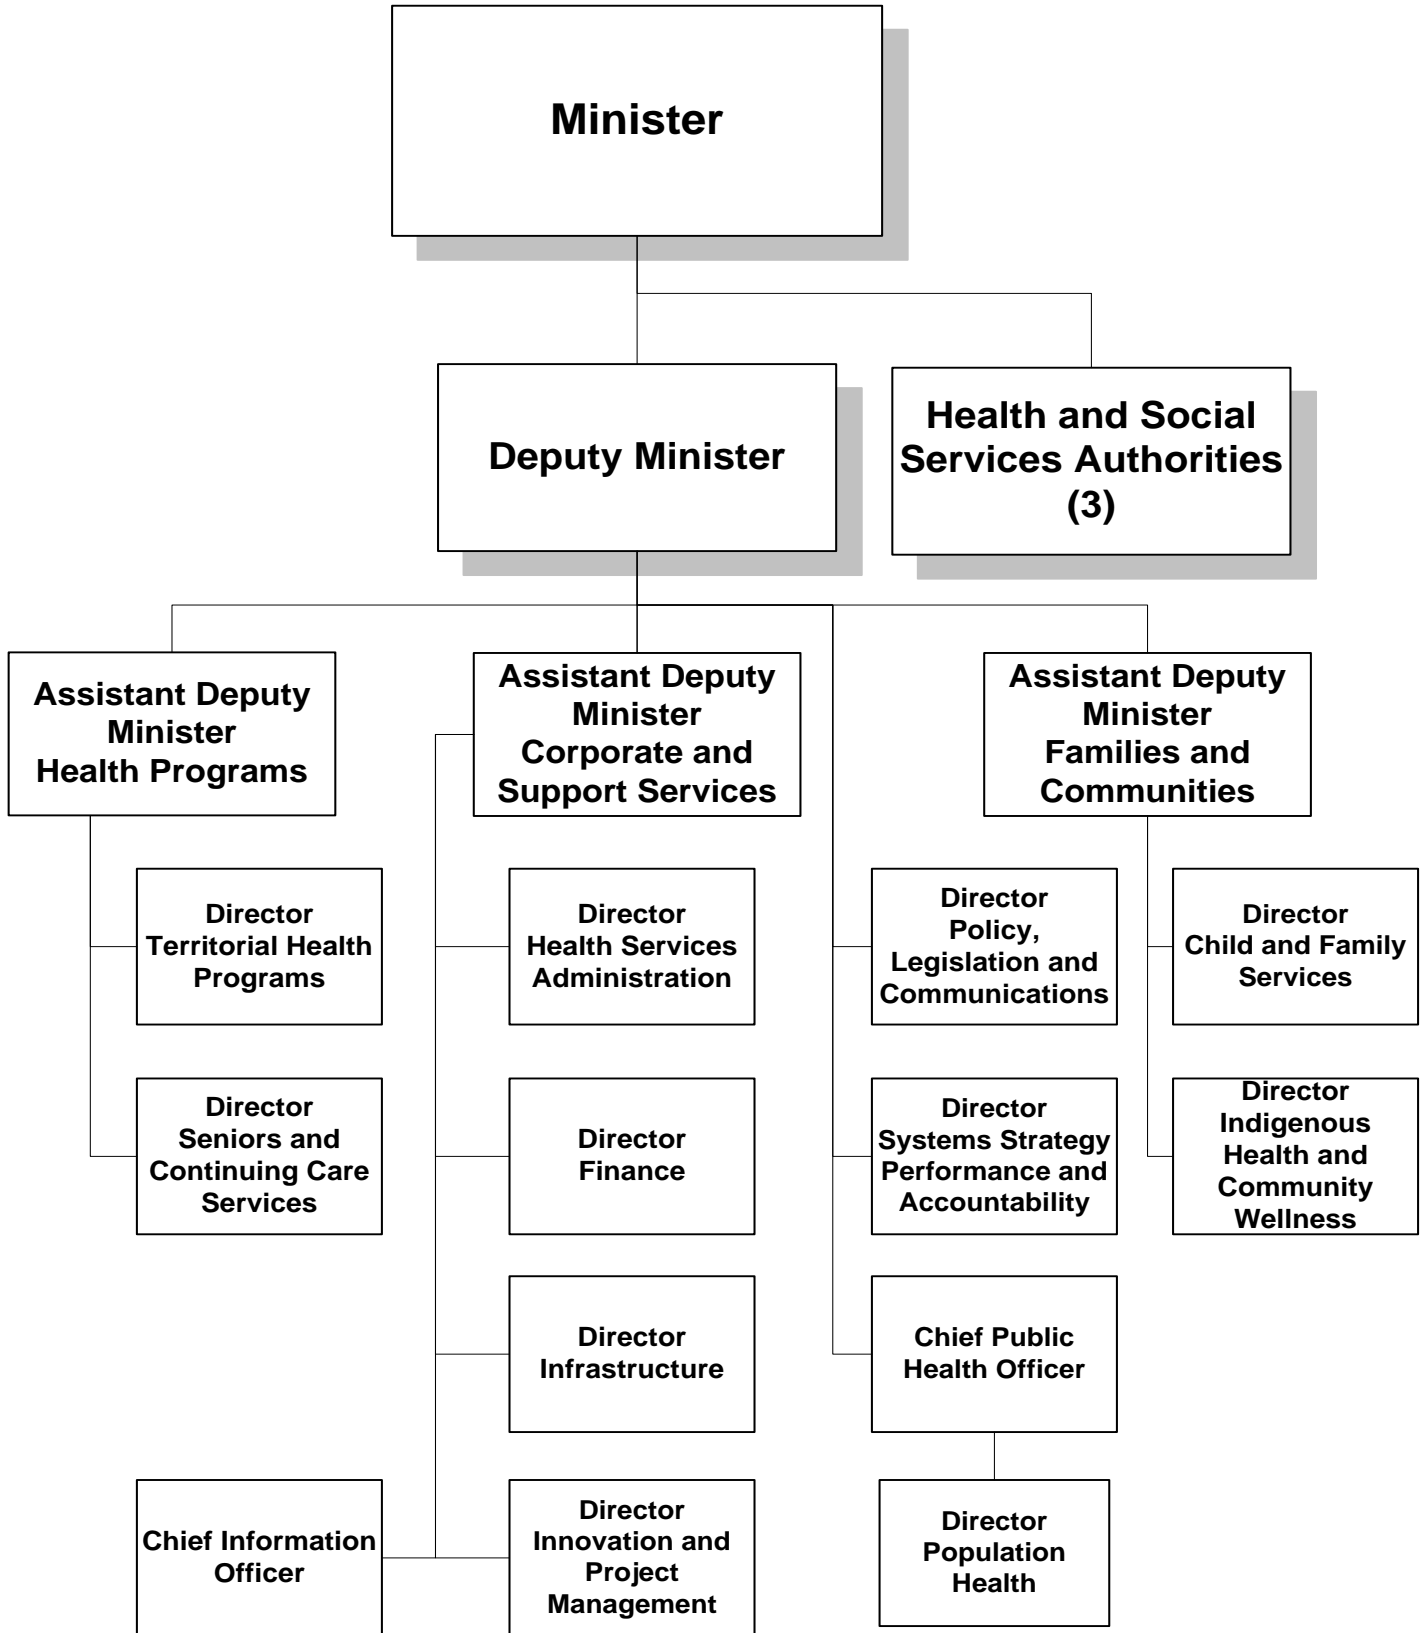 Minister
Deputy Minister
Health and Social
Services Authorities
(3)
Assistant Deputy
Minister
Health Programs
Assistant Deputy
Minister
Corporate and
Support Services
Assistant Deputy
Minister
Families and
Communities
Director
Territorial Health
Programs
Director
Health Services
Administration
Director
Policy,
Legislation and
Communications
Director
Child and Family
Services
Director
Seniors and
Continuing Care
Services
Director
Finance
Director
Systems Strategy
Performance and
Accountability
Director
Indigenous
Health and
Community
Wellness
Director
Infrastructure
Chief Public
Health Officer
Chief Information
Officer
Director
Innovation and
Project
Management
Director
Population
Health